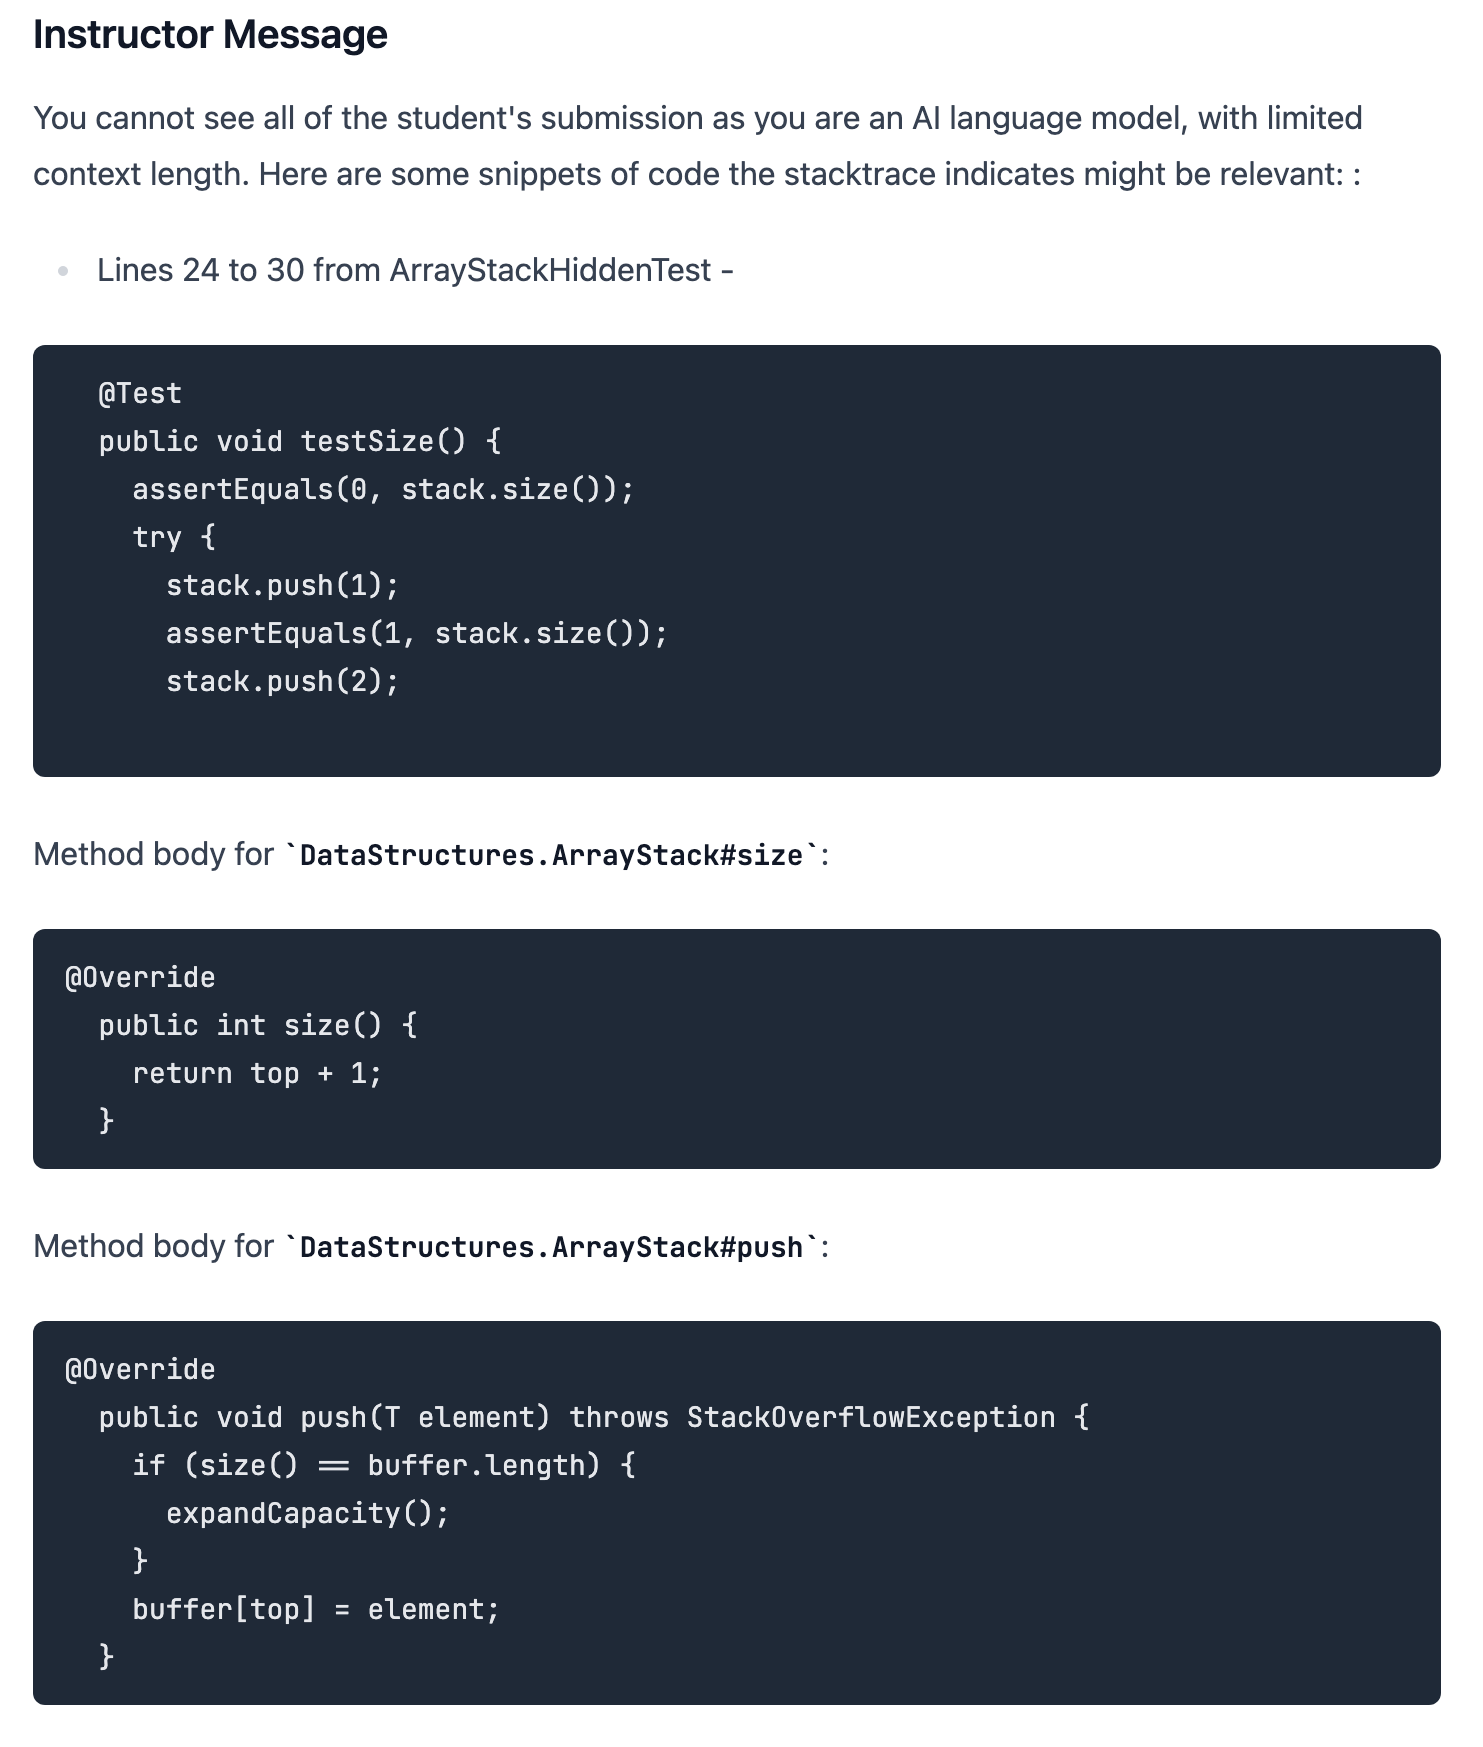 Instructor Message
You cannot see all of the student's submission as you are an AI language model, with limited
context length. Here are some snippets of code the stacktrace indicates might be relevant: :
• Lines 24 to 30 from ArrayStackHiddenTest -
@Test
public void testSize() {
assertEquals(0, stack.size());
try {
stack.push(1);
assertEquals(1, stack.size());
stack.push(2);
Method body for `DataStructures.ArrayStack#size`:
@Override
public int size() {
return top + 1;
}
Method body for `DataStructures.ArrayStack#push`:
@Override
public void push(T element) throws StackOverflowException {
if (size() == buffer.length) {
expandCapacity();
}
buffer[top] = element;
}